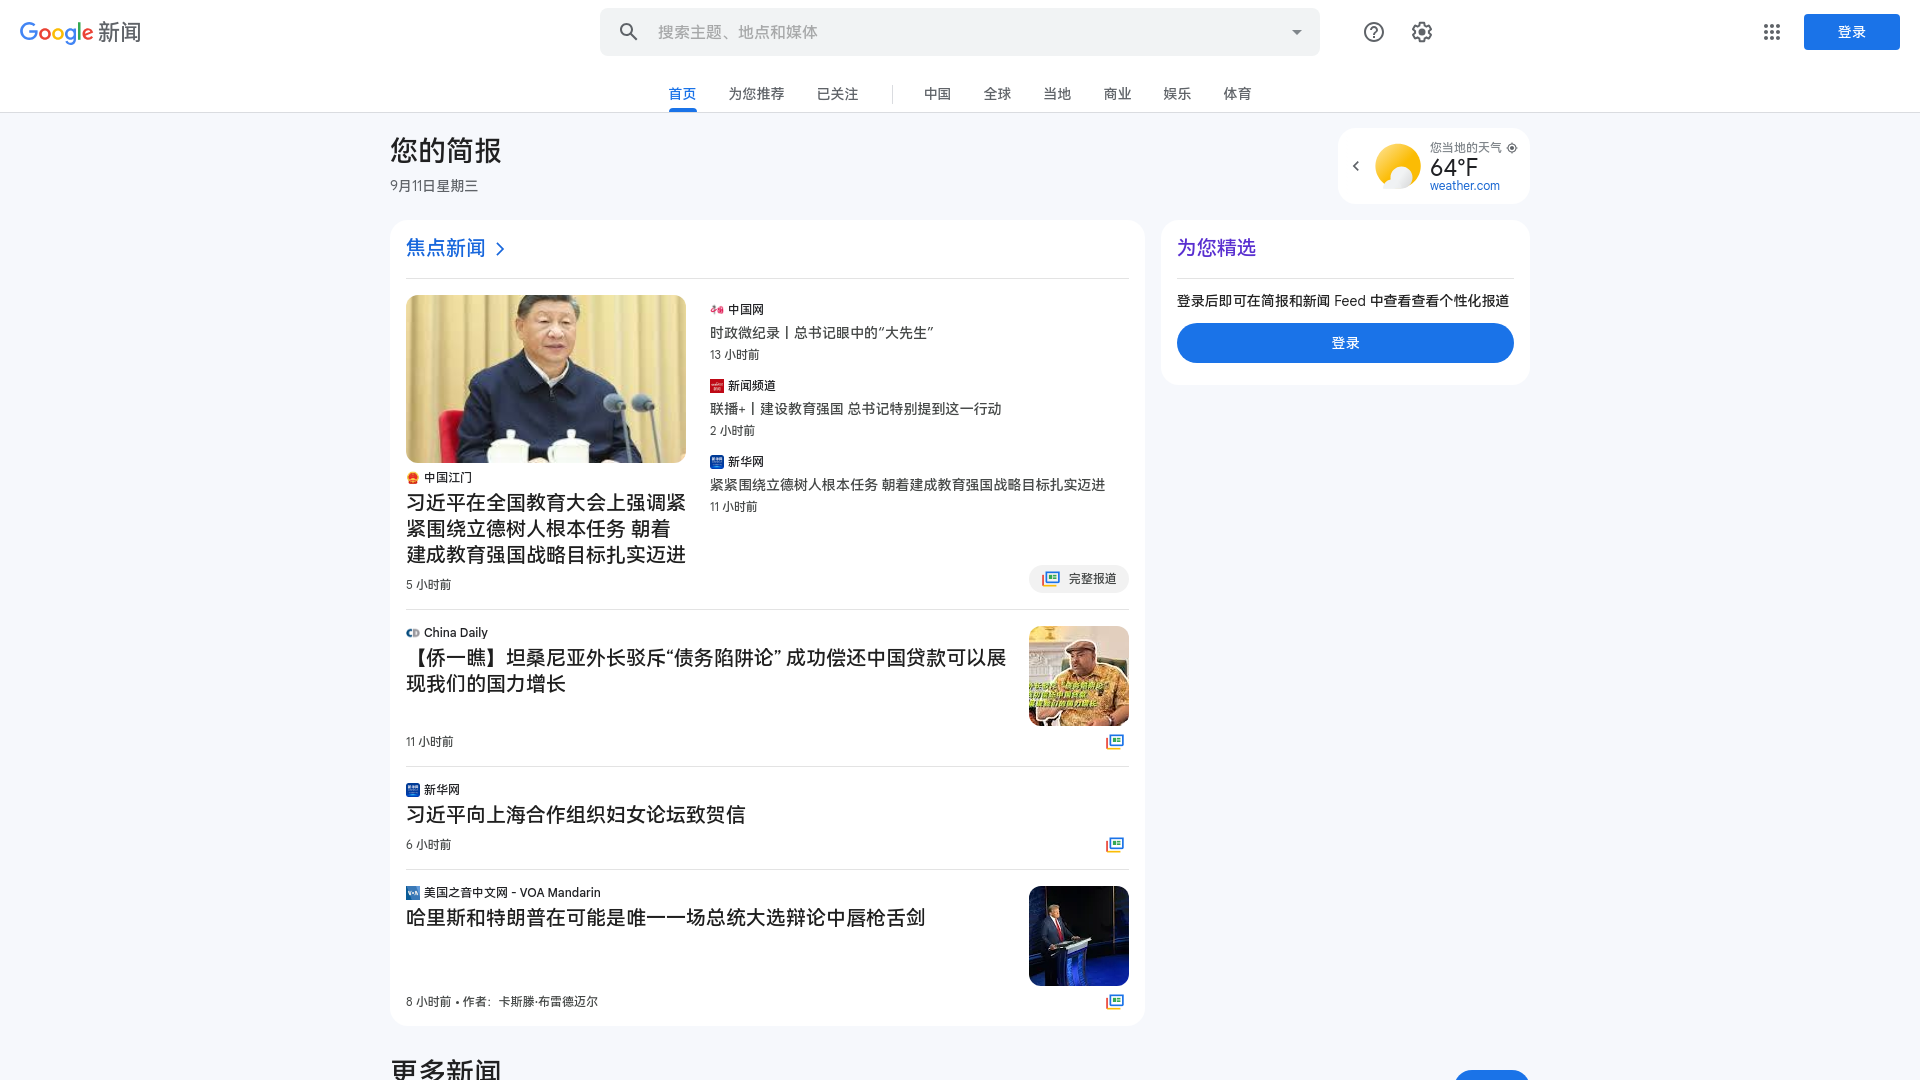 Google 新闻
搜索主题、地点和媒体
登录
首页
为您推荐
已关注
中国
全球
当地
商业
娱乐
体育
您的简报
9月11日星期三
您当地的天气
64°F
weather.com
焦点新闻
中国江门
习近平在全国教育大会上强调紧
紧围绕立德树人根本任务 朝着
建成教育强国战略目标扎实迈进
5 小时前
中国网
时政微纪录丨总书记眼中的“大先生”
13 小时前
新闻频道
联播+丨建设教育强国 总书记特别提到这一行动
2 小时前
新华网
紧紧围绕立德树人根本任务 朝着建成教育强国战略目标扎实迈进
11 小时前
完整报道
China Daily
【侨一瞧】坦桑尼亚外长驳斥“债务陷阱论” 成功偿还中国贷款可以展
现我们的国力增长
11 小时前
新华网
习近平向上海合作组织妇女论坛致贺信
6 小时前
美国之音中文网 - VOA Mandarin
哈里斯和特朗普在可能是唯一一场总统大选辩论中唇枪舌剑
8 小时前 • 作者：卡斯滕·布雷德迈尔
为您精选
登录后即可在简报和新闻 Feed 中查看查看个性化报道
登录
更多新闻